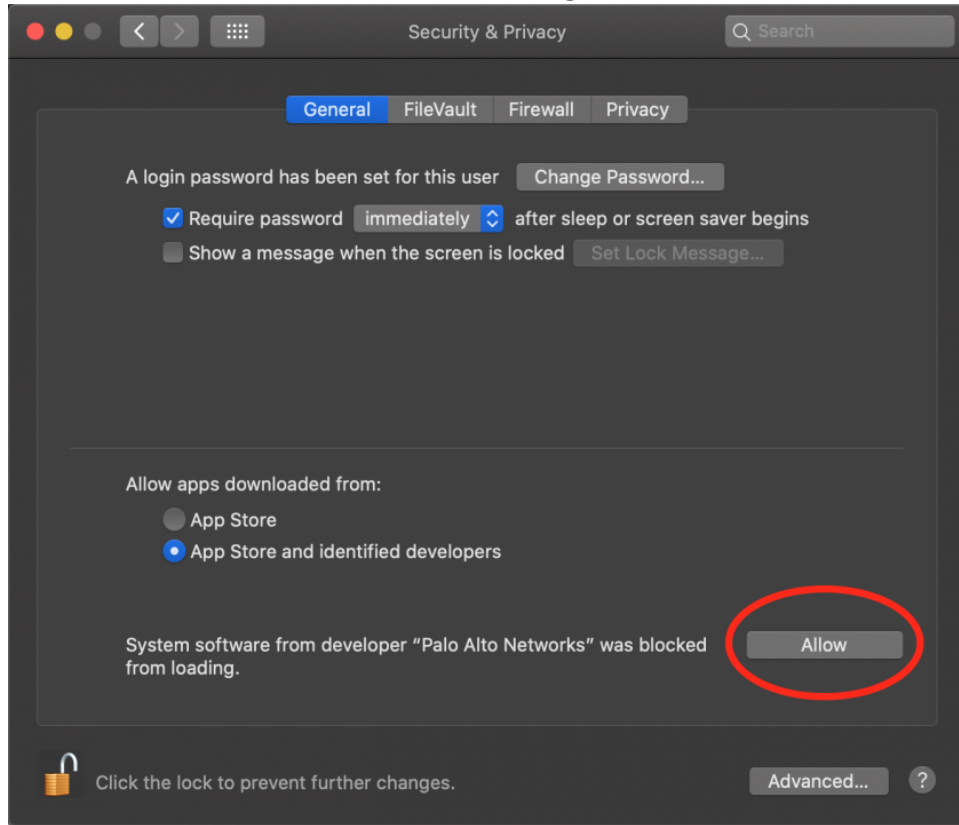 Security & Privacy
Search
General FileVault Firewall Privacy
A login password has been set for this user Change Password...
Require password immediately after sleep or screen saver begins
Show a message when the screen is locked Set Lock Message...
Allow apps downloaded from:
App Store
App Store and identified developers
System software from developer “Palo Alto Networks” was blocked Allow
from loading.
Click the lock to prevent further changes. Advanced... ?